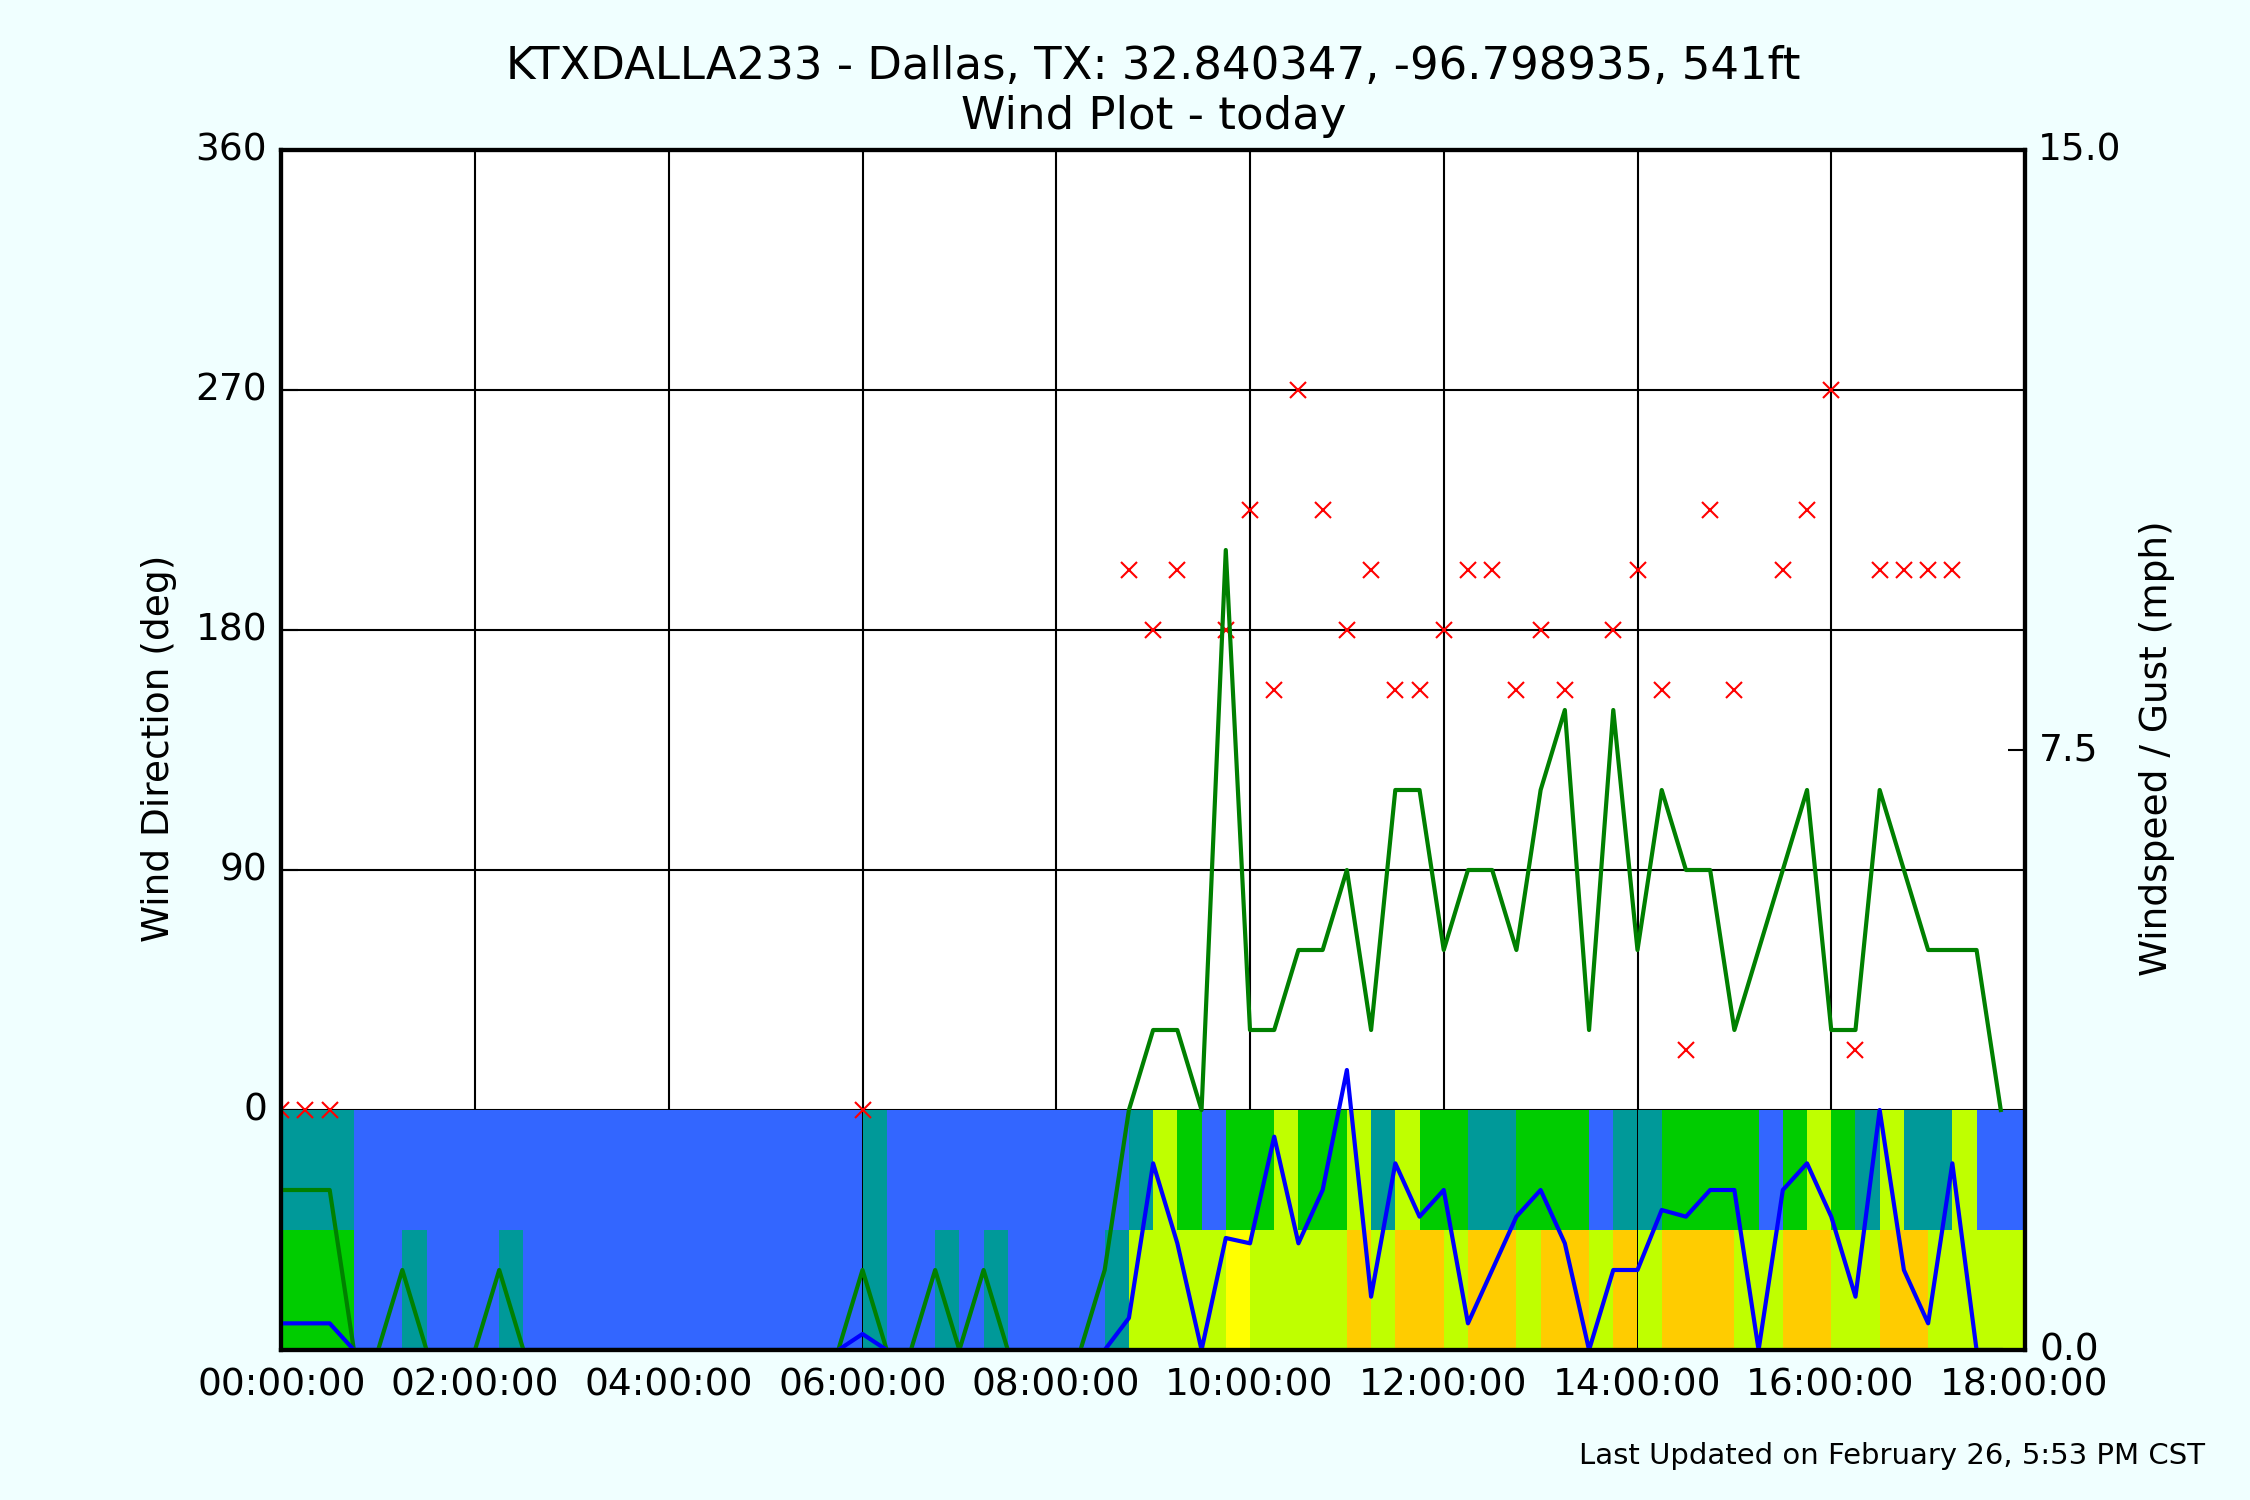 KTXDALLA233 - Dallas, TX: 32.840347, -96.798935, 541ft
Wind Plot - today
360
15.0
270
180
7.5
90
0
0.0
Wind Direction (deg)
Windspeed / Gust (mph)
00:00:00 02:00:00 04:00:00 06:00:00 08:00:00 10:00:00 12:00:00 14:00:00 16:00:00 18:00:00
Last Updated on February 26, 5:53 PM CST